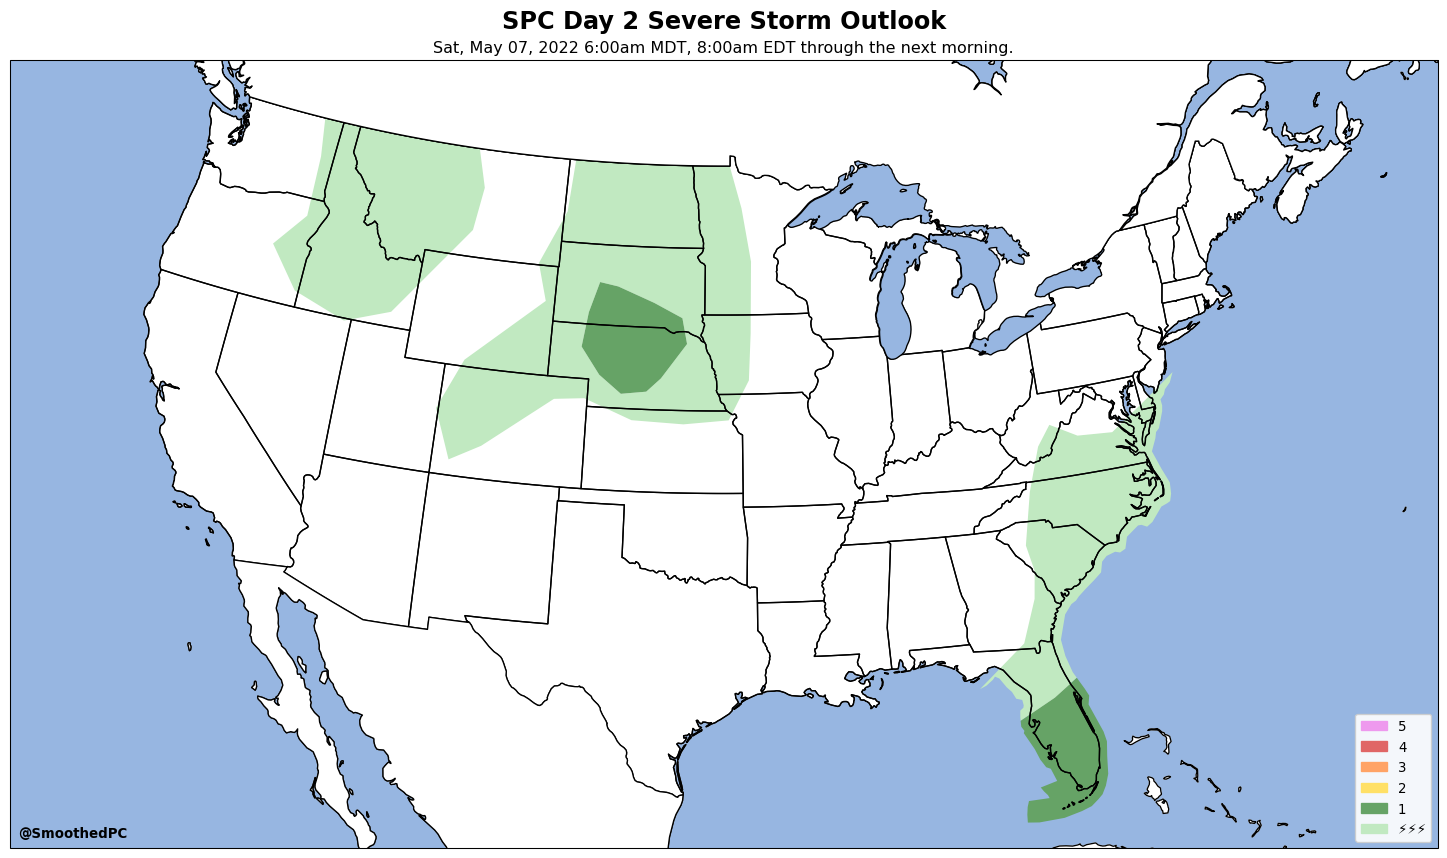 SPC Day 2 Severe Storm Outlook
Sat, May 07, 2022 6:00am MDT, 8:00am EDT through the next morning.
5
4
3
2
1
⚡⚡⚡
@SmoothedPC